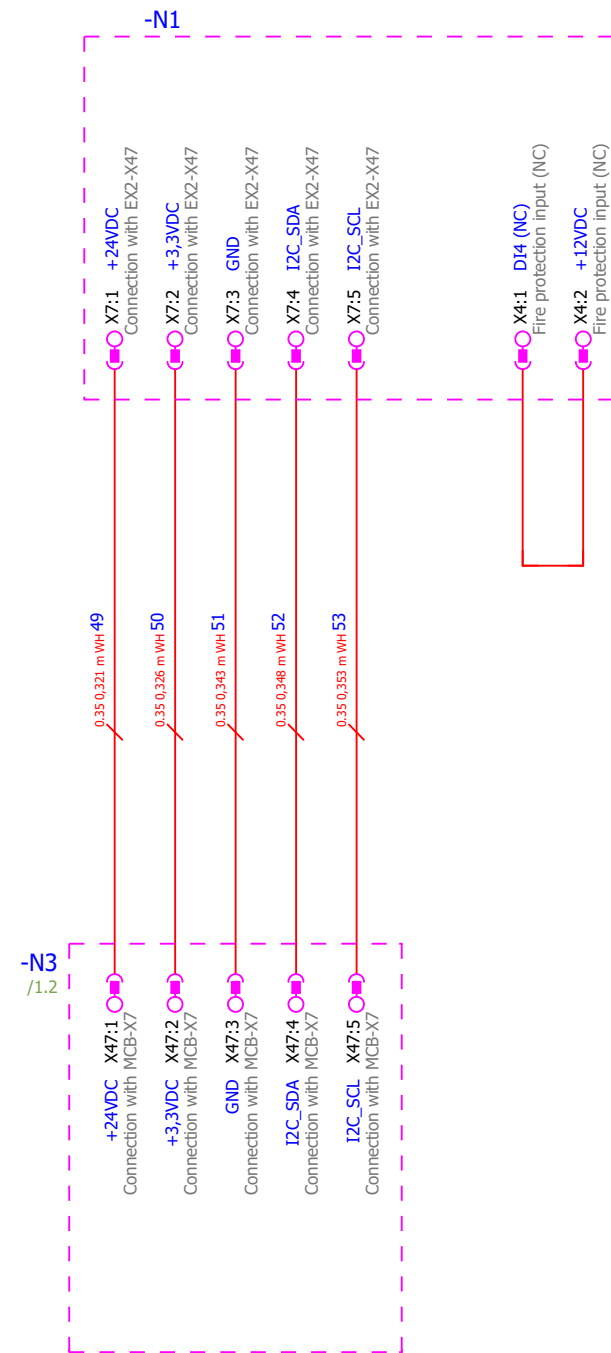 -N1
X7:1 +24VDC
Connection with EX2-X47
X7:2 +3,3VDC
Connection with EX2-X47
X7:3 GND
Connection with EX2-X47
X7:4 I2C_SDA
Connection with EX2-X47
X7:5 I2C_SCL
Connection with EX2-X47
X4:1 DI4 (NC)
Fire protection input (NC)
X4:2 +12VDC
Fire protection input (NC)
0.35 0,321 m WH 49
0.35 0,326 m WH 50
0.35 0,343 m WH 51
0.35 0,348 m WH 52
0.35 0,353 m WH 53
-N3
/1.2
+24VDC X47:1
Connection with MCB-X7
+3,3VDC X47:2
Connection with MCB-X7
GND X47:3
Connection with MCB-X7
I2C_SDA X47:4
Connection with MCB-X7
I2C_SCL X47:5
Connection with MCB-X7